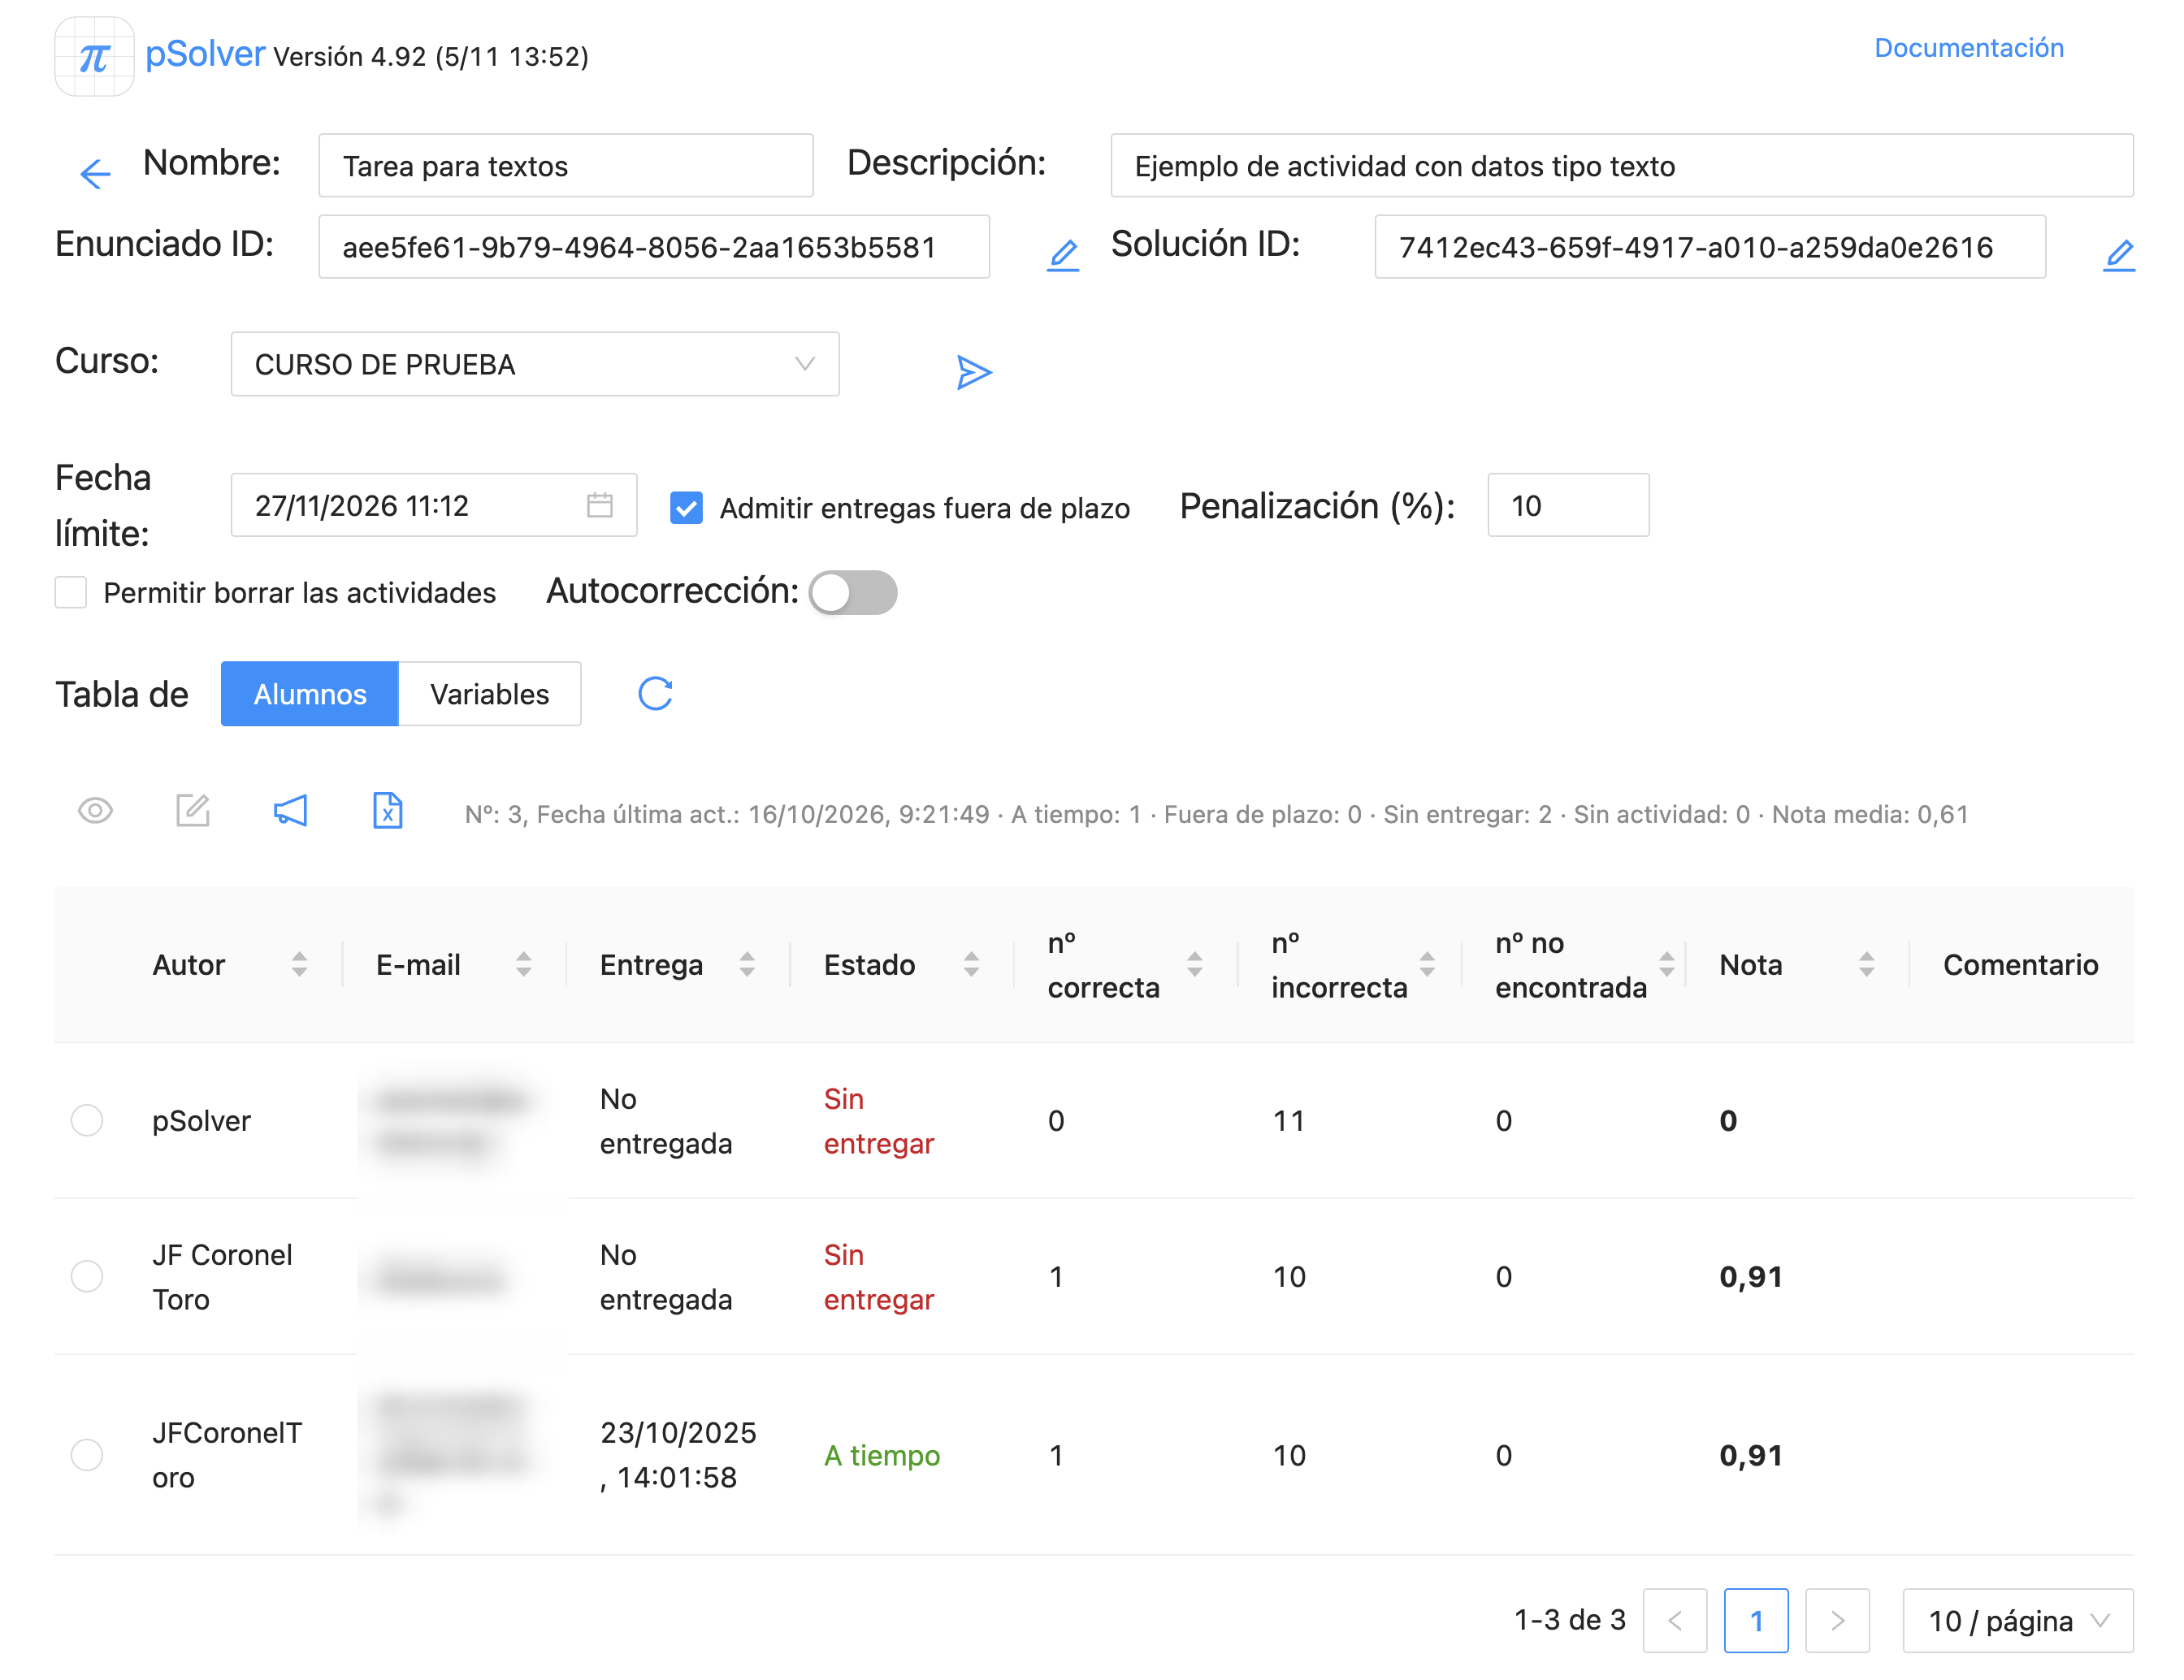 π pSolver Versión 4.92 (5/11 13:52) Documentación
Nombre: Tarea para textos Descripción: Ejemplo de actividad con datos tipo texto
Enunciado ID: aee5fe61-9b79-4964-8056-2aa1653b5581 Solución ID: 7412ec43-659f-4917-a010-a259da0e2616
Curso: CURSO DE PRUEBA
Fecha límite: 27/11/2026 11:12 Admitir entregas fuera de plazo Penalización (%): 10
Permitir borrar las actividades Autocorrección:
Tabla de Alumnos Variables
Nº: 3, Fecha última act.: 16/10/2026, 9:21:49 · A tiempo: 1 · Fuera de plazo: 0 · Sin entregar: 2 · Sin actividad: 0 · Nota media: 0,61
Autor E-mail Entrega Estado nº correcta nº incorrecta nº no encontrada Nota Comentario
pSolver No entregada Sin entregar 0 11 0 0
JF Coronel Toro No entregada Sin entregar 1 10 0 0,91
JFCoronelToro 23/10/2025, 14:01:58 A tiempo 1 10 0 0,91
1-3 de 3 < 1 > 10 / página